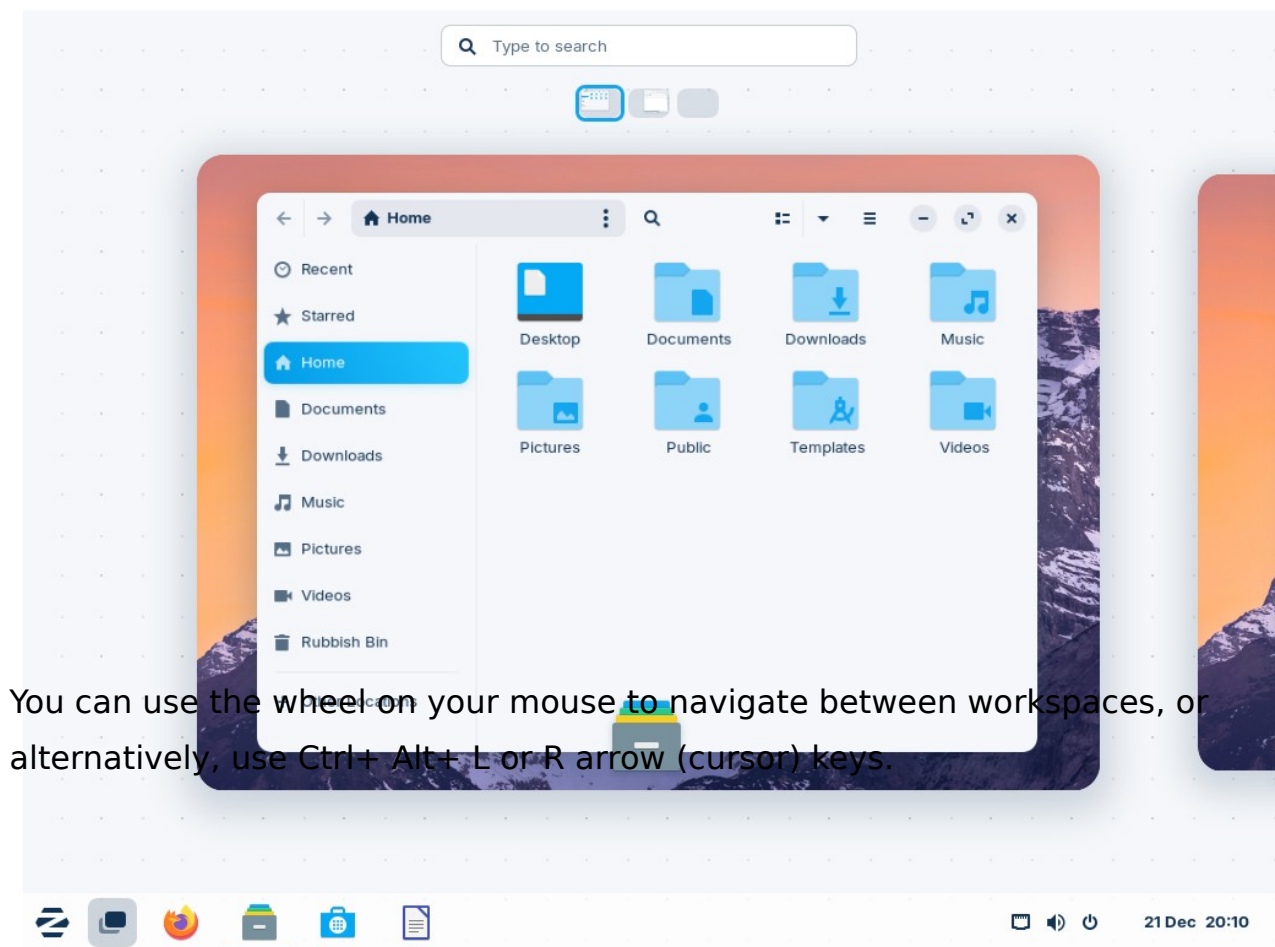 Type to search
Home
Recent
Starred
Home
Documents
Downloads
Music
Pictures
Videos
Rubbish Bin
Other Locations
Desktop Documents Downloads Music
Pictures Public Templates Videos
You can use the wheel on your mouse to navigate between workspaces, or
alternatively, use Ctrl+ Alt+ L or R arrow (cursor) keys.
21 Dec 20:10